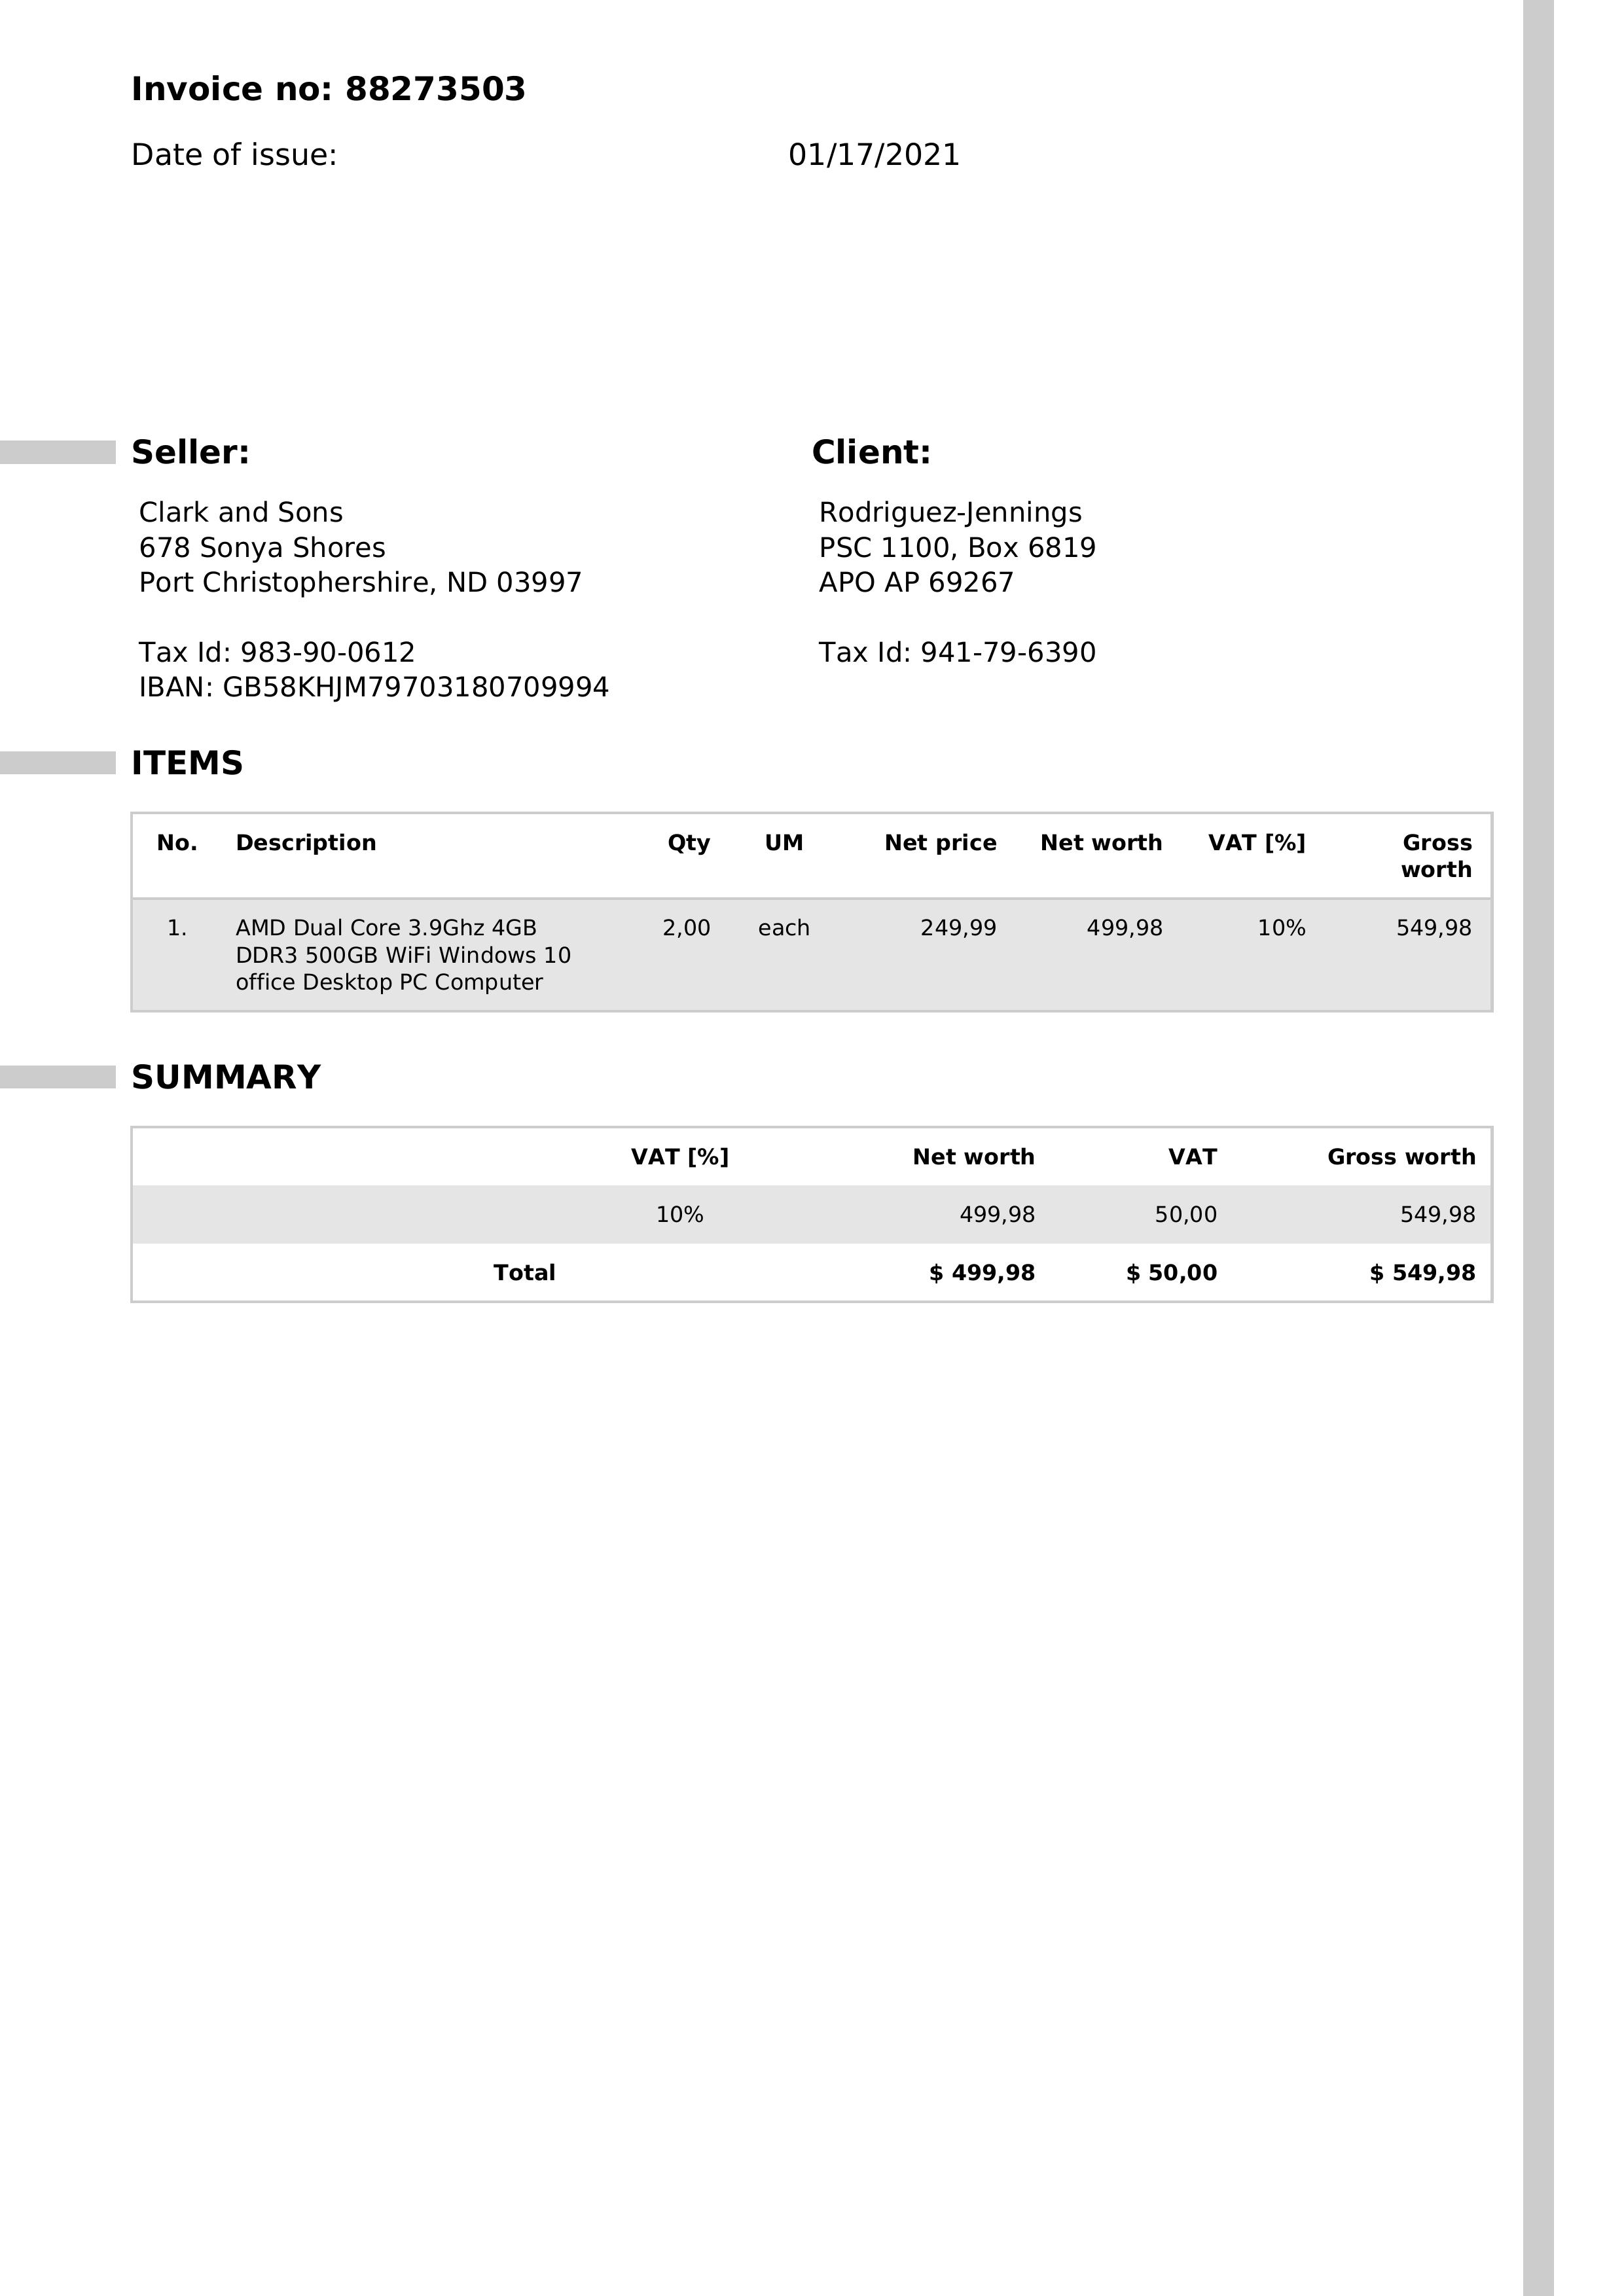 Invoice no: 88273503
Date of issue: 01/17/2021
Seller:
Clark and Sons
678 Sonya Shores
Port Christophershire, ND 03997
Tax Id: 983-90-0612
IBAN: GB58KHJM79703180709994
Client:
Rodriguez-Jennings
PSC 1100, Box 6819
APO AP 69267
Tax Id: 941-79-6390
ITEMS
No. Description Qty UM Net price Net worth VAT [%] Gross
worth
1. AMD Dual Core 3.9Ghz 4GB 2,00 each 249,99 499,98 10% 549,98
DDR3 500GB WiFi Windows 10
office Desktop PC Computer
SUMMARY
VAT [%] Net worth VAT Gross worth
10% 499,98 50,00 549,98
Total $ 499,98 $ 50,00 $ 549,98